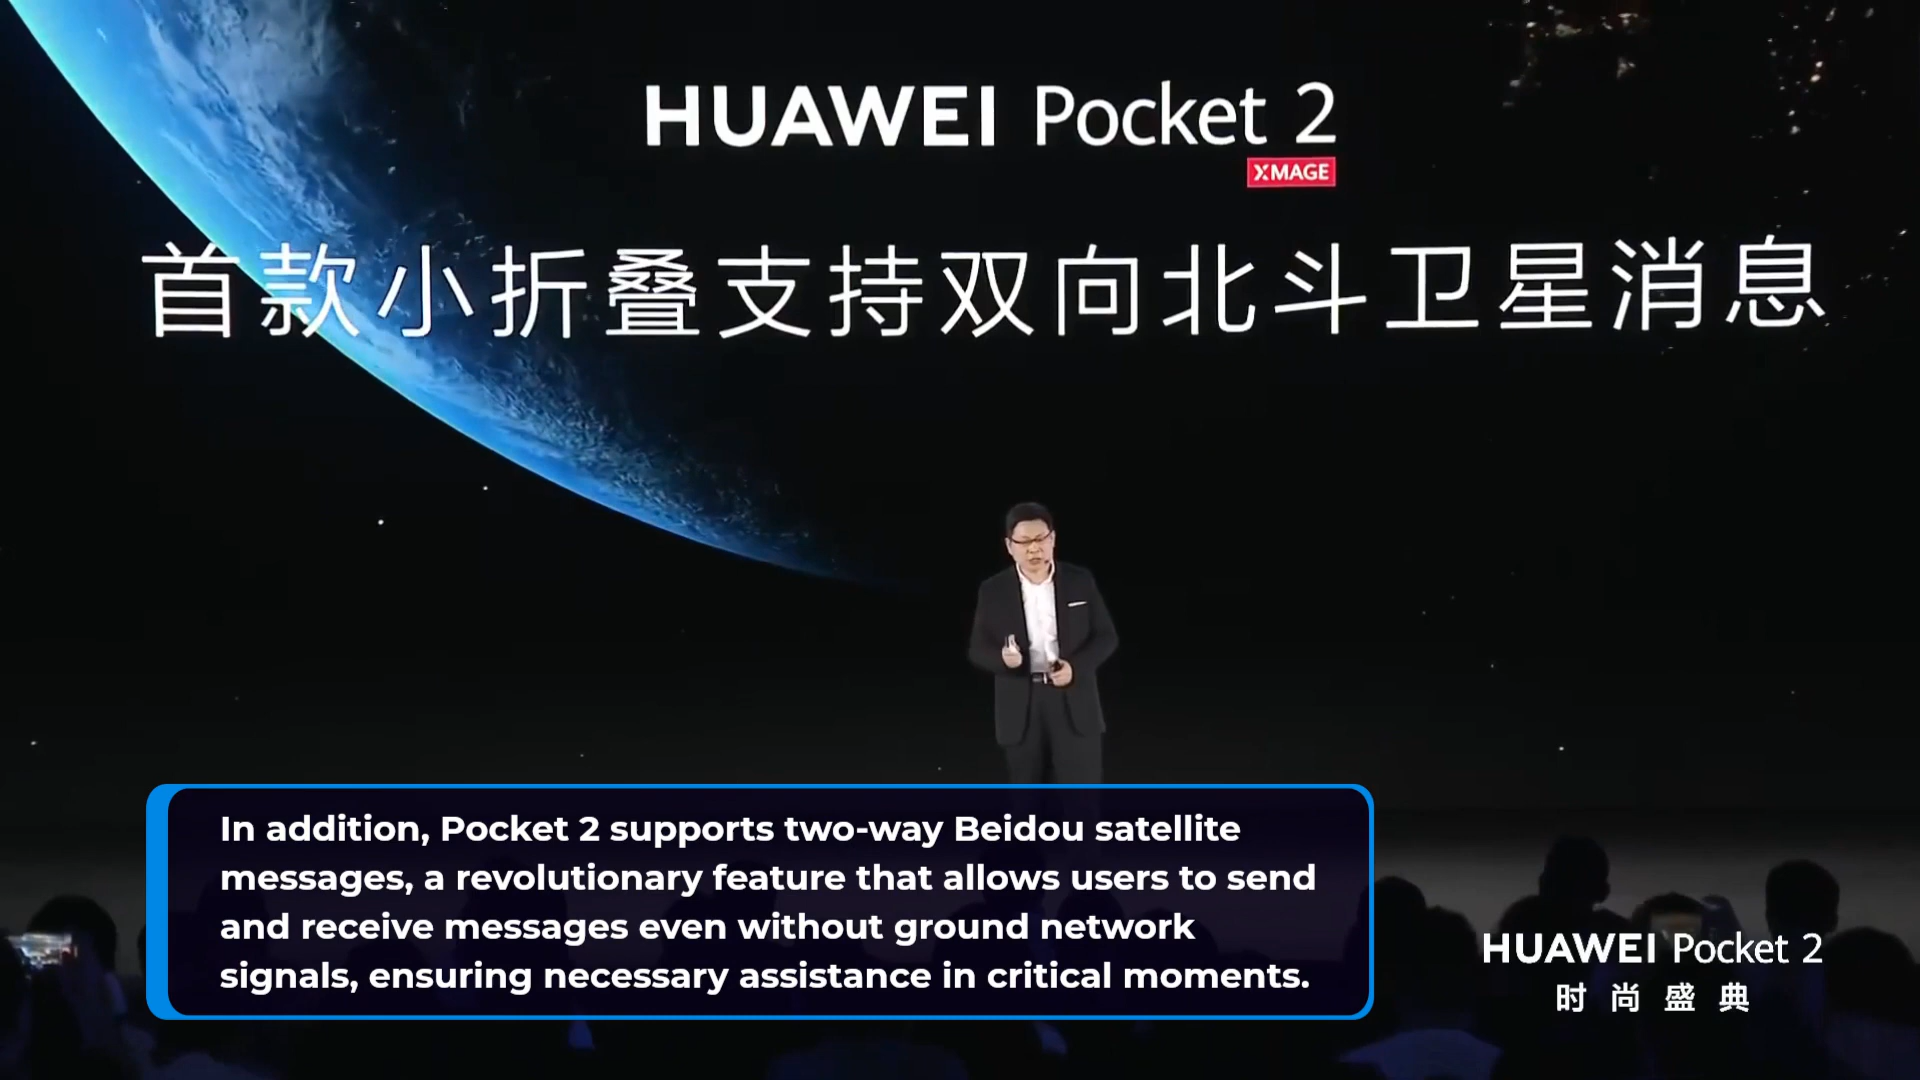 HUAWEI Pocket 2
XMAGE
首款小折叠支持双向北斗卫星消息
In addition, Pocket 2 supports two-way Beidou satellite
messages, a revolutionary feature that allows users to send
and receive messages even without ground network
signals, ensuring necessary assistance in critical moments.
HUAWEI Pocket 2
时尚盛典